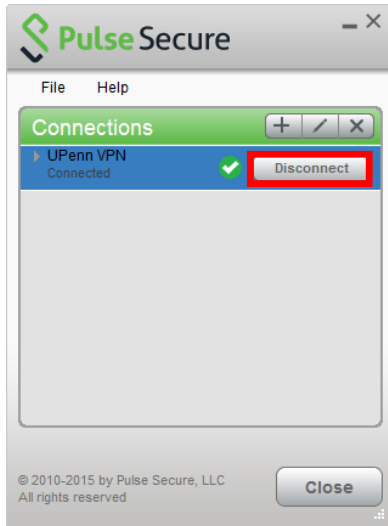 Pulse Secure
File Help
Connections
UPenn VPN
Connected
Disconnect
© 2010-2015 by Pulse Secure, LLC
All rights reserved
Close